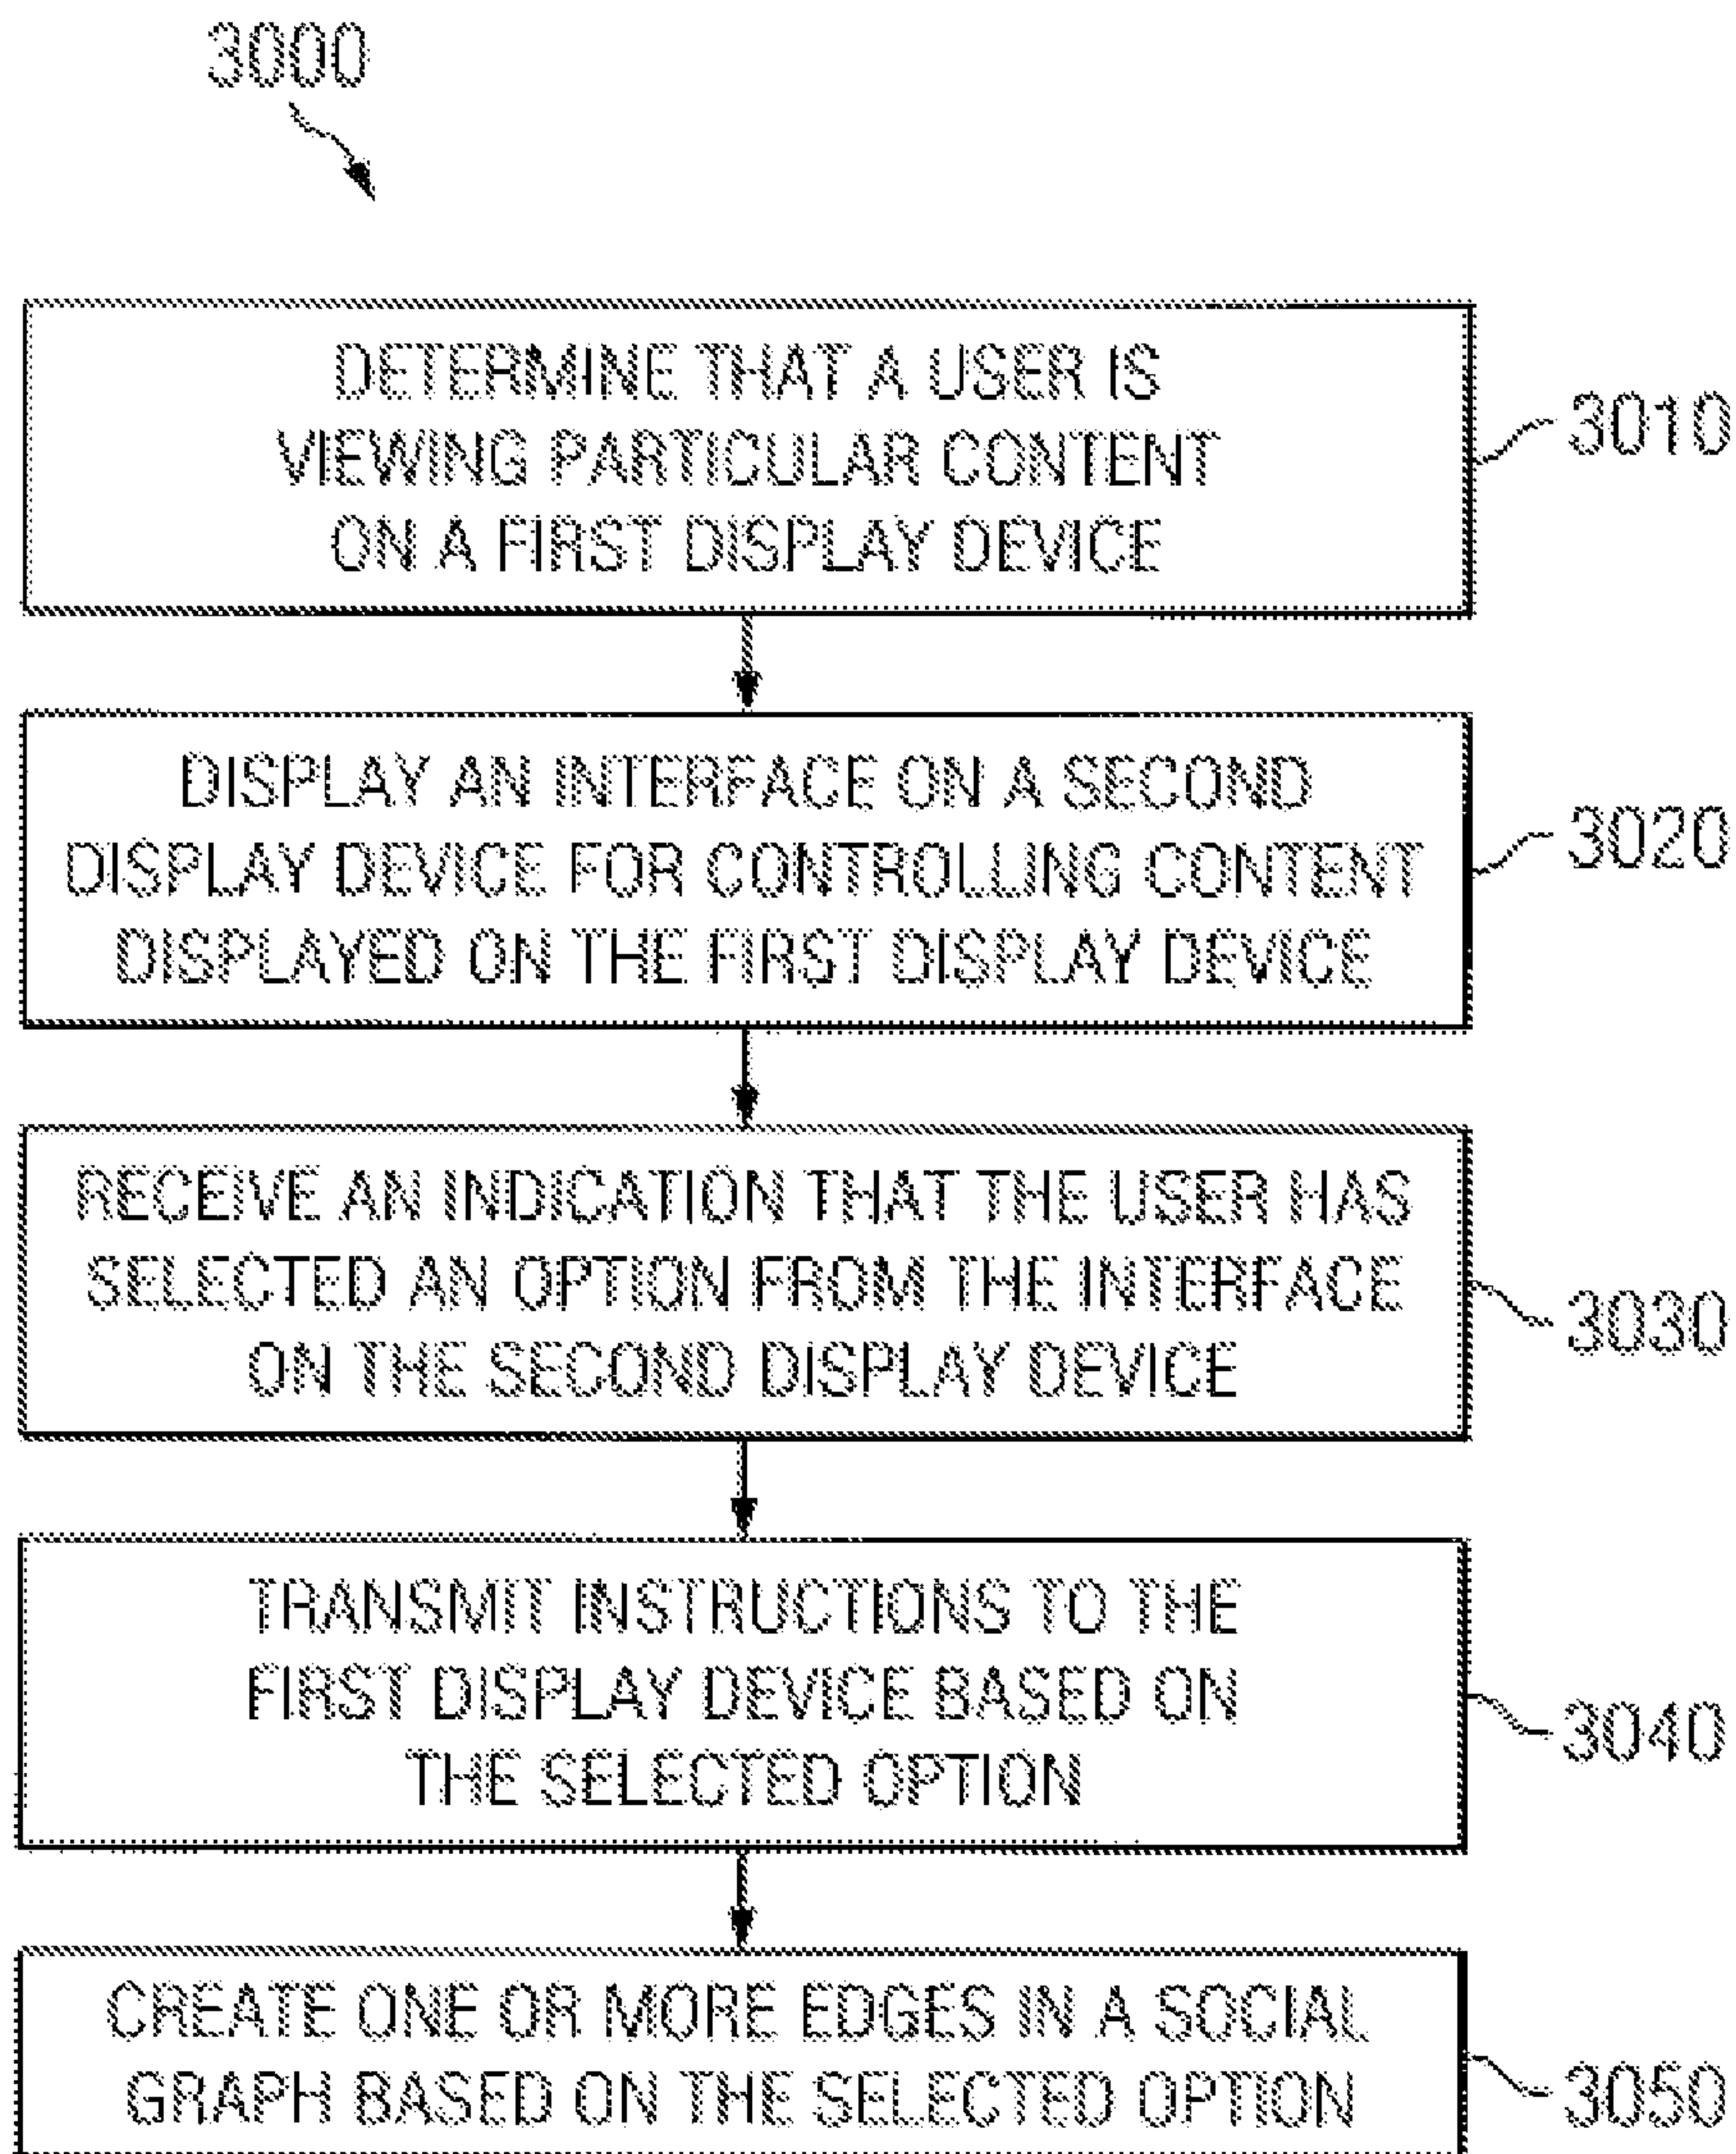 3000
DETERMINE THAT A USER IS
VIEWING PARTICULAR CONTENT
ON A FIRST DISPLAY DEVICE
3010
DISPLAY AN INTERFACE ON A SECOND
DISPLAY DEVICE FOR CONTROLLING CONTENT
DISPLAYED ON THE FIRST DISPLAY DEVICE
3020
RECEIVE AN INDICATION THAT THE USER HAS
SELECTED AN OPTION FROM THE INTERFACE
ON THE SECOND DISPLAY DEVICE
3030
TRANSMIT INSTRUCTIONS TO THE
FIRST DISPLAY DEVICE BASED ON
THE SELECTED OPTION
3040
CREATE ONE OR MORE EDGES IN A SOCIAL
GRAPH BASED ON THE SELECTED OPTION
3050